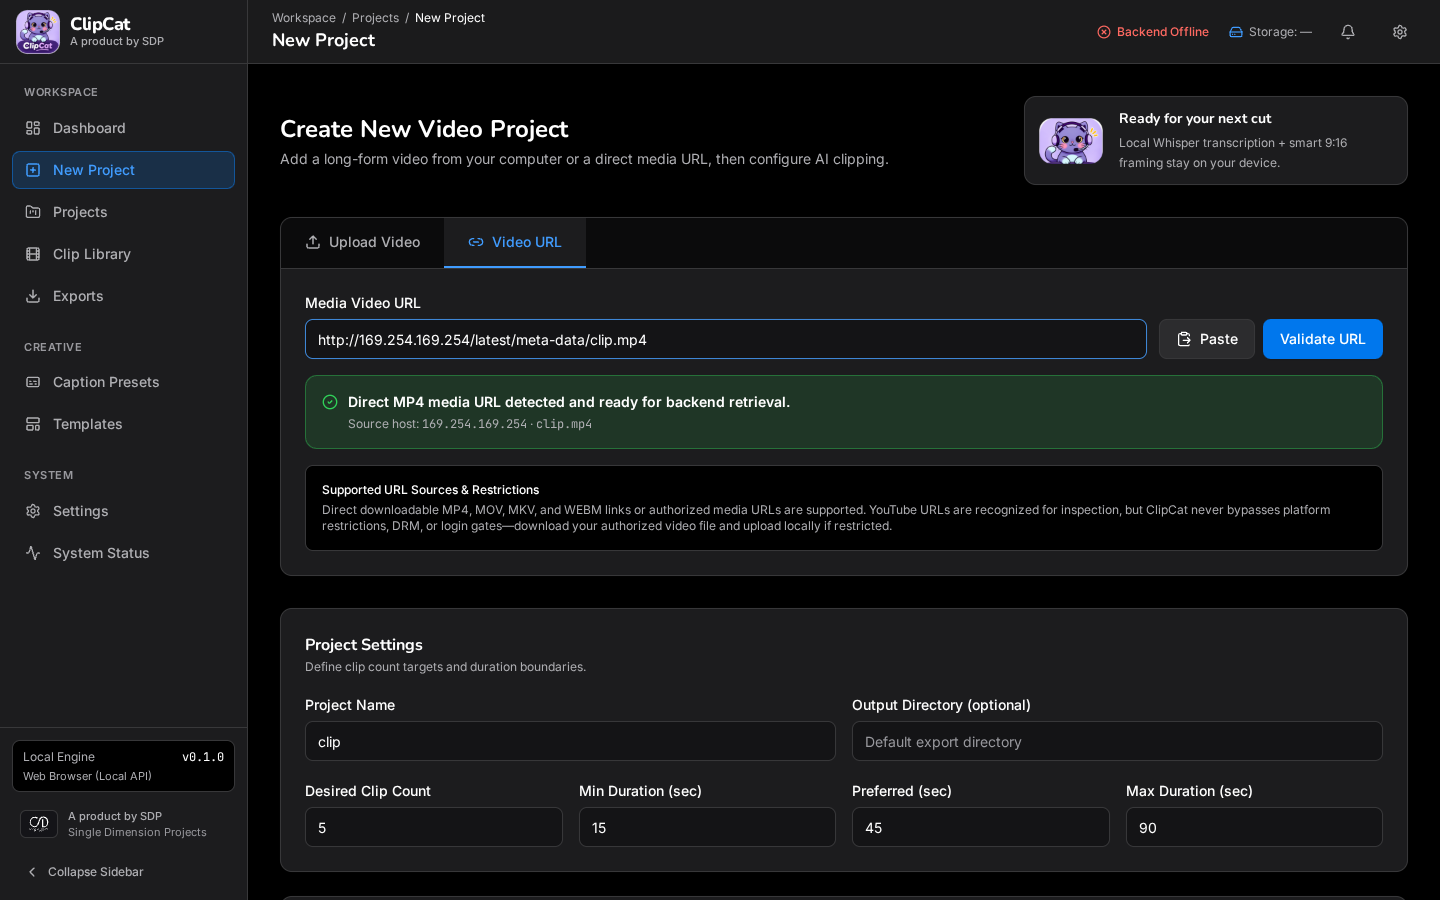 ClipCat
A product by SDP
WORKSPACE
Dashboard
New Project
Projects
Clip Library
Exports
CREATIVE
Caption Presets
Templates
SYSTEM
Settings
System Status
Local Engine v0.1.0
Web Browser (Local API)
A product by SDP
Single Dimension Projects
Collapse Sidebar
Workspace / Projects / New Project
New Project
Backend Offline
Storage: —
Create New Video Project
Add a long-form video from your computer or a direct media URL, then configure AI clipping.
Ready for your next cut
Local Whisper transcription + smart 9:16
framing stay on your device.
Upload Video
Video URL
Media Video URL
http://169.254.169.254/latest/meta-data/clip.mp4
Paste
Validate URL
Direct MP4 media URL detected and ready for backend retrieval.
Source host: 169.254.169.254 · clip.mp4
Supported URL Sources & Restrictions
Direct downloadable MP4, MOV, MKV, and WEBM links or authorized media URLs are supported. YouTube URLs are recognized for inspection, but ClipCat never bypasses platform
restrictions, DRM, or login gates—download your authorized video file and upload locally if restricted.
Project Settings
Define clip count targets and duration boundaries.
Project Name
clip
Output Directory (optional)
Default export directory
Desired Clip Count
5
Min Duration (sec)
15
Preferred (sec)
45
Max Duration (sec)
90